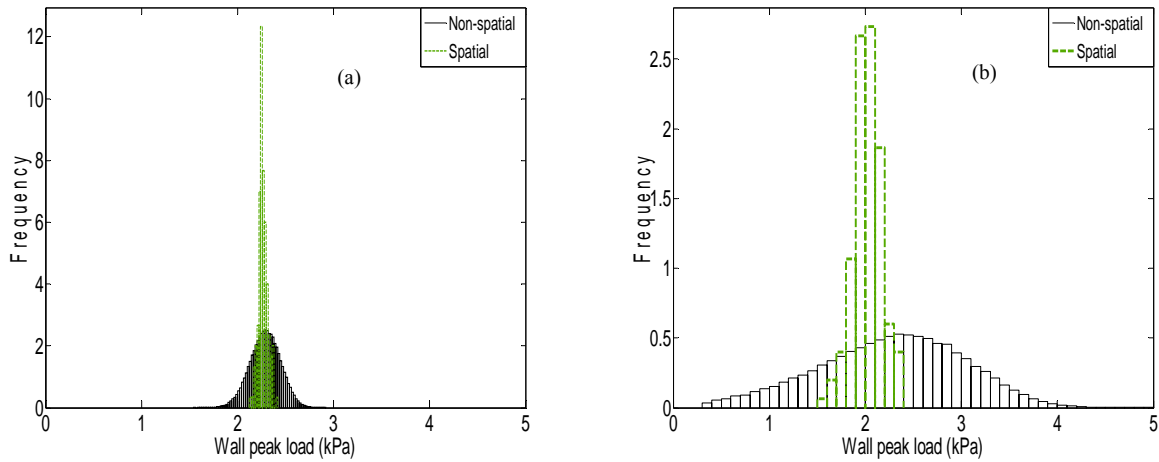 Non-spatial
Spatial
(a)
12
10
8
6
4
2
0
Frequency
0 1 2 3 4 5
Wall peak load (kPa)
Non-spatial
Spatial
(b)
2.5
2
1.5
1
0.5
0
Frequency
0 1 2 3 4 5
Wall peak load (kPa)